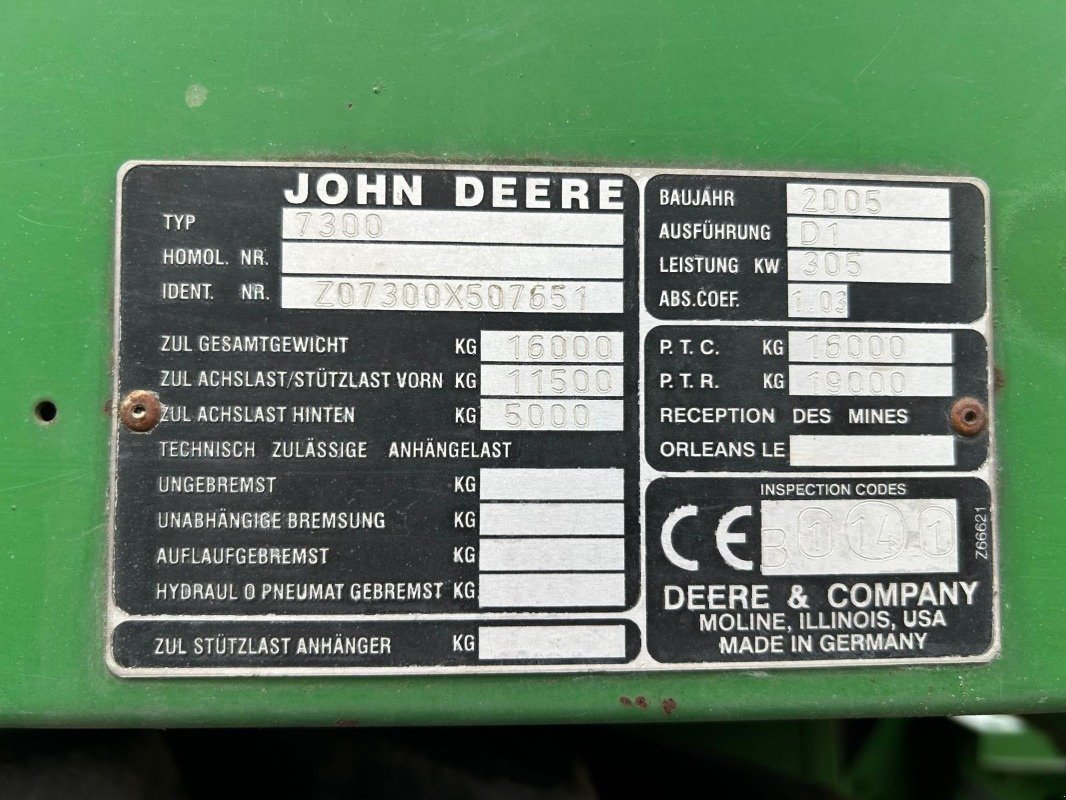 JOHN DEERE
TYP 7300
HOMOL. NR.
IDENT. NR. Z07300X507651
ZUL GESAMTGEWICHT KG 16000
ZUL ACHSLAST/STÜTZLAST VORN KG 11500
ZUL ACHSLAST HINTEN KG 5000
TECHNISCH ZULÄSSIGE ANHÄNGELAST
UNGEBREMST KG
UNABHÄNGIGE BREMSUNG KG
AUFLAUFGEBREMST KG
HYDRAUL O PNEUMAT GEBREMST KG
ZUL STÜTZLAST ANHÄNGER KG
BAUJAHR 2005
AUSFÜHRUNG D1
LEISTUNG KW 305
ABS.COEF. 1.03
P. T. C. KG 16000
P. T. R. KG 19000
RECEPTION DES MINES
ORLEANS LE
INSPECTION CODES
CE B 1 14 1
Z66621
DEERE & COMPANY
MOLINE, ILLINOIS, USA
MADE IN GERMANY